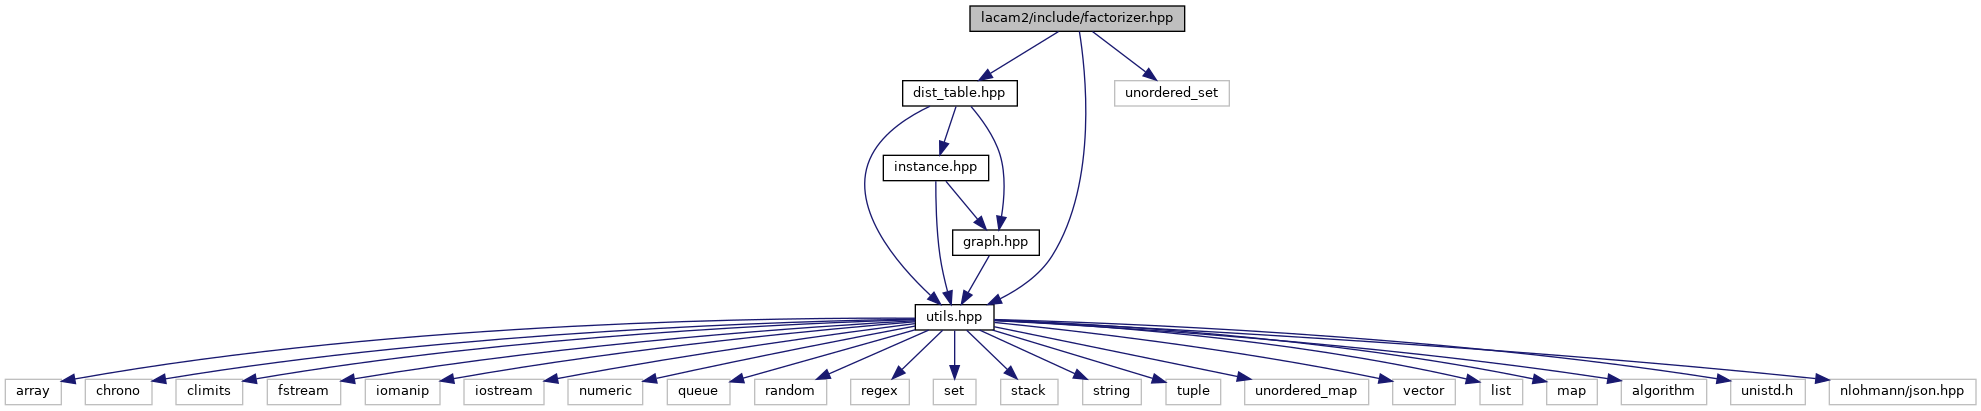 lacam2/include/factorizer.hpp
dist_table.hpp
unordered_set
instance.hpp
graph.hpp
utils.hpp
array
chrono
climits
fstream
iomanip
iostream
numeric
queue
random
regex
set
stack
string
tuple
unordered_map
vector
list
map
algorithm
unistd.h
nlohmann/json.hpp